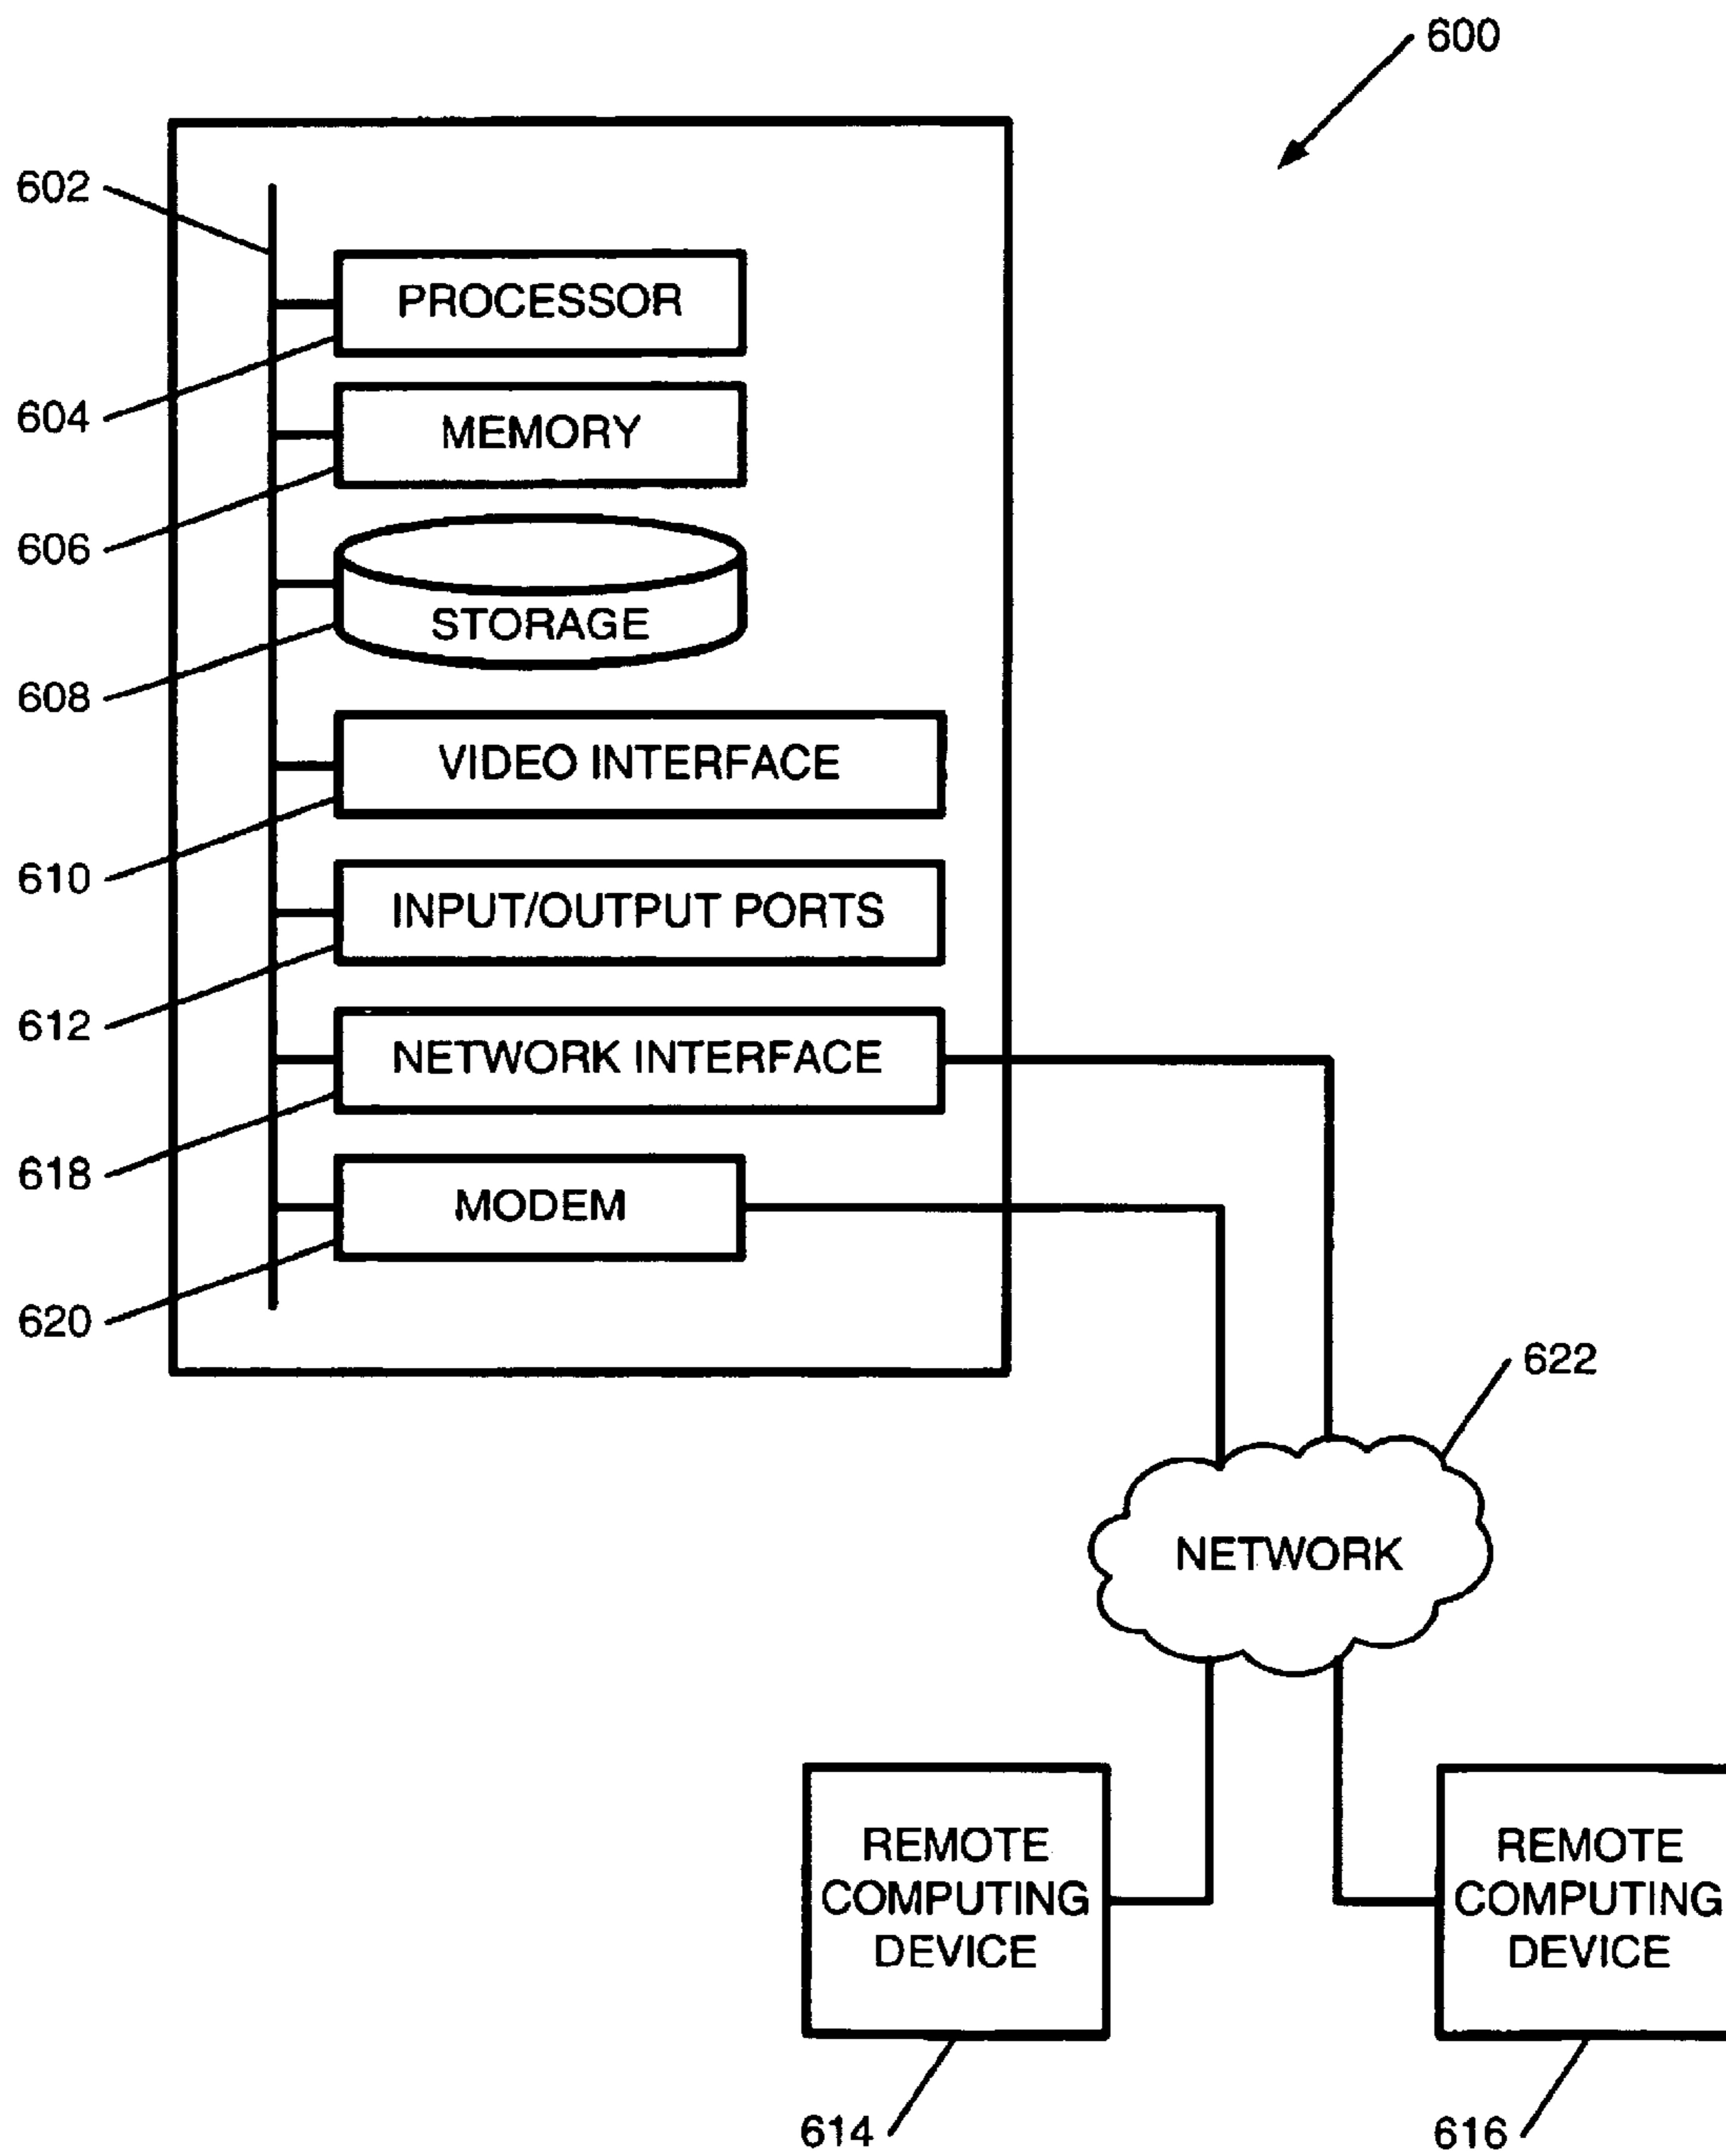 600
602
PROCESSOR
604
MEMORY
606
STORAGE
608
VIDEO INTERFACE
610
INPUT/OUTPUT PORTS
612
NETWORK INTERFACE
618
MODEM
620
622
NETWORK
REMOTE
COMPUTING
DEVICE
REMOTE
COMPUTING
DEVICE
614
616